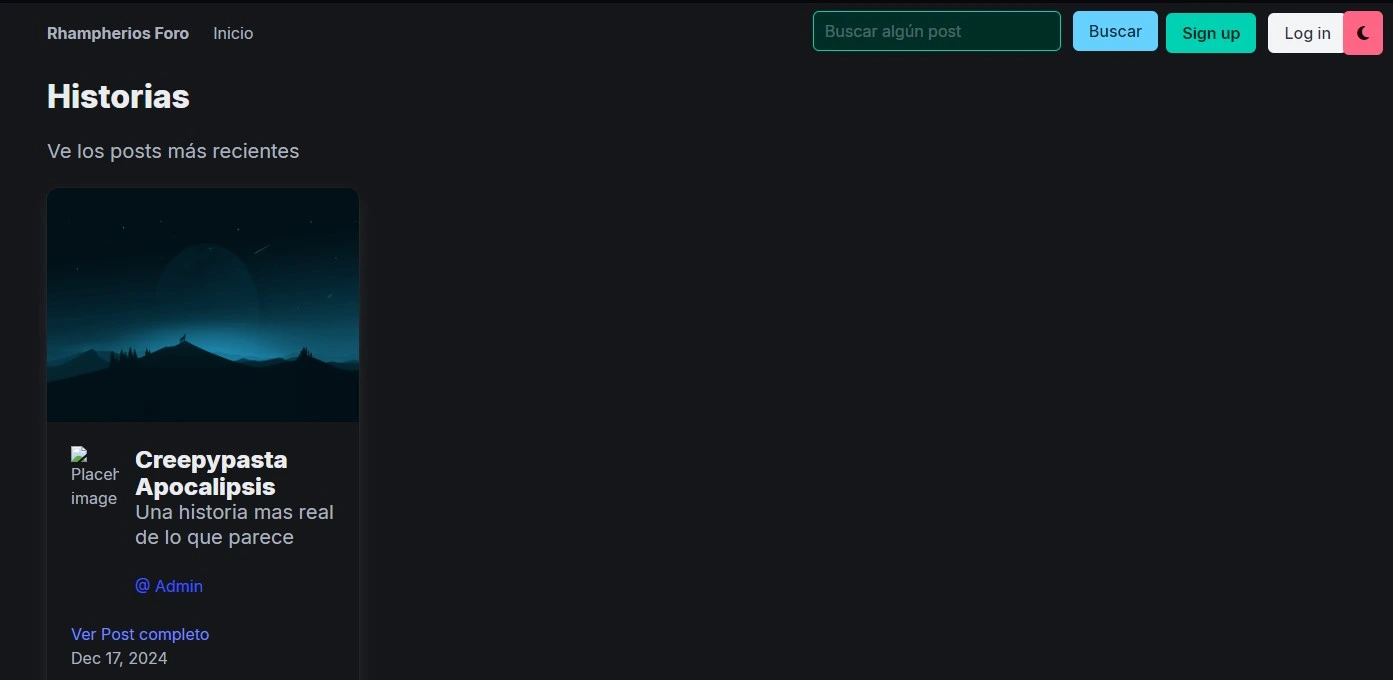 Rhampherios Foro Inicio Buscar algún post Buscar Sign up Log in
Historias
Ve los posts más recientes
Creepypasta
Apocalipsis
Placeh
image
Una historia mas real
de lo que parece
@ Admin
Ver Post completo
Dec 17, 2024